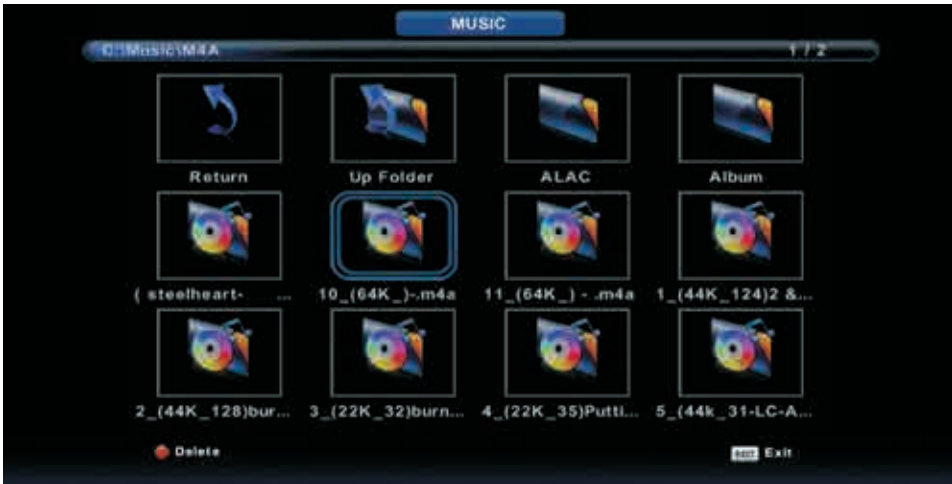 MUSIC
C:\Music\M4A 1 / 2
Return Up Folder ALAC Album
( steelheart- ... 10_(64K_)-.m4a 11_(64K_) - .m4a 1_(44K_124)2 &...
2_(44K_128)bur... 3_(22K_32)burn... 4_(22K_35)Putti... 5_(44k_31-LC-A...
Delete Exit